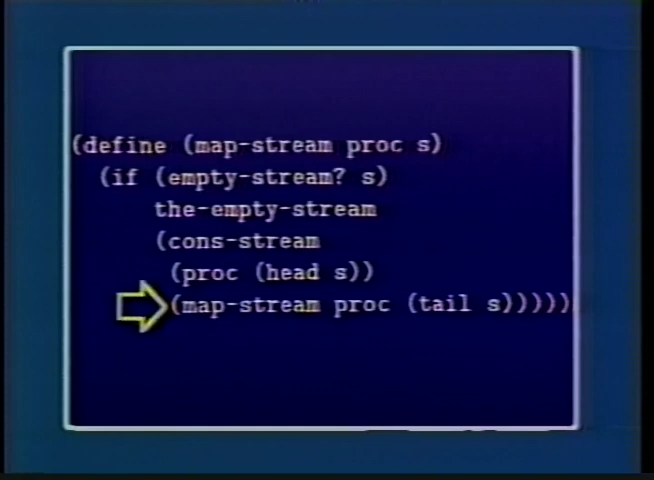 (define (map-stream proc s)
(if (empty-stream? s)
the-empty-stream
(cons-stream
(proc (head s))
(map-stream proc (tail s)))))